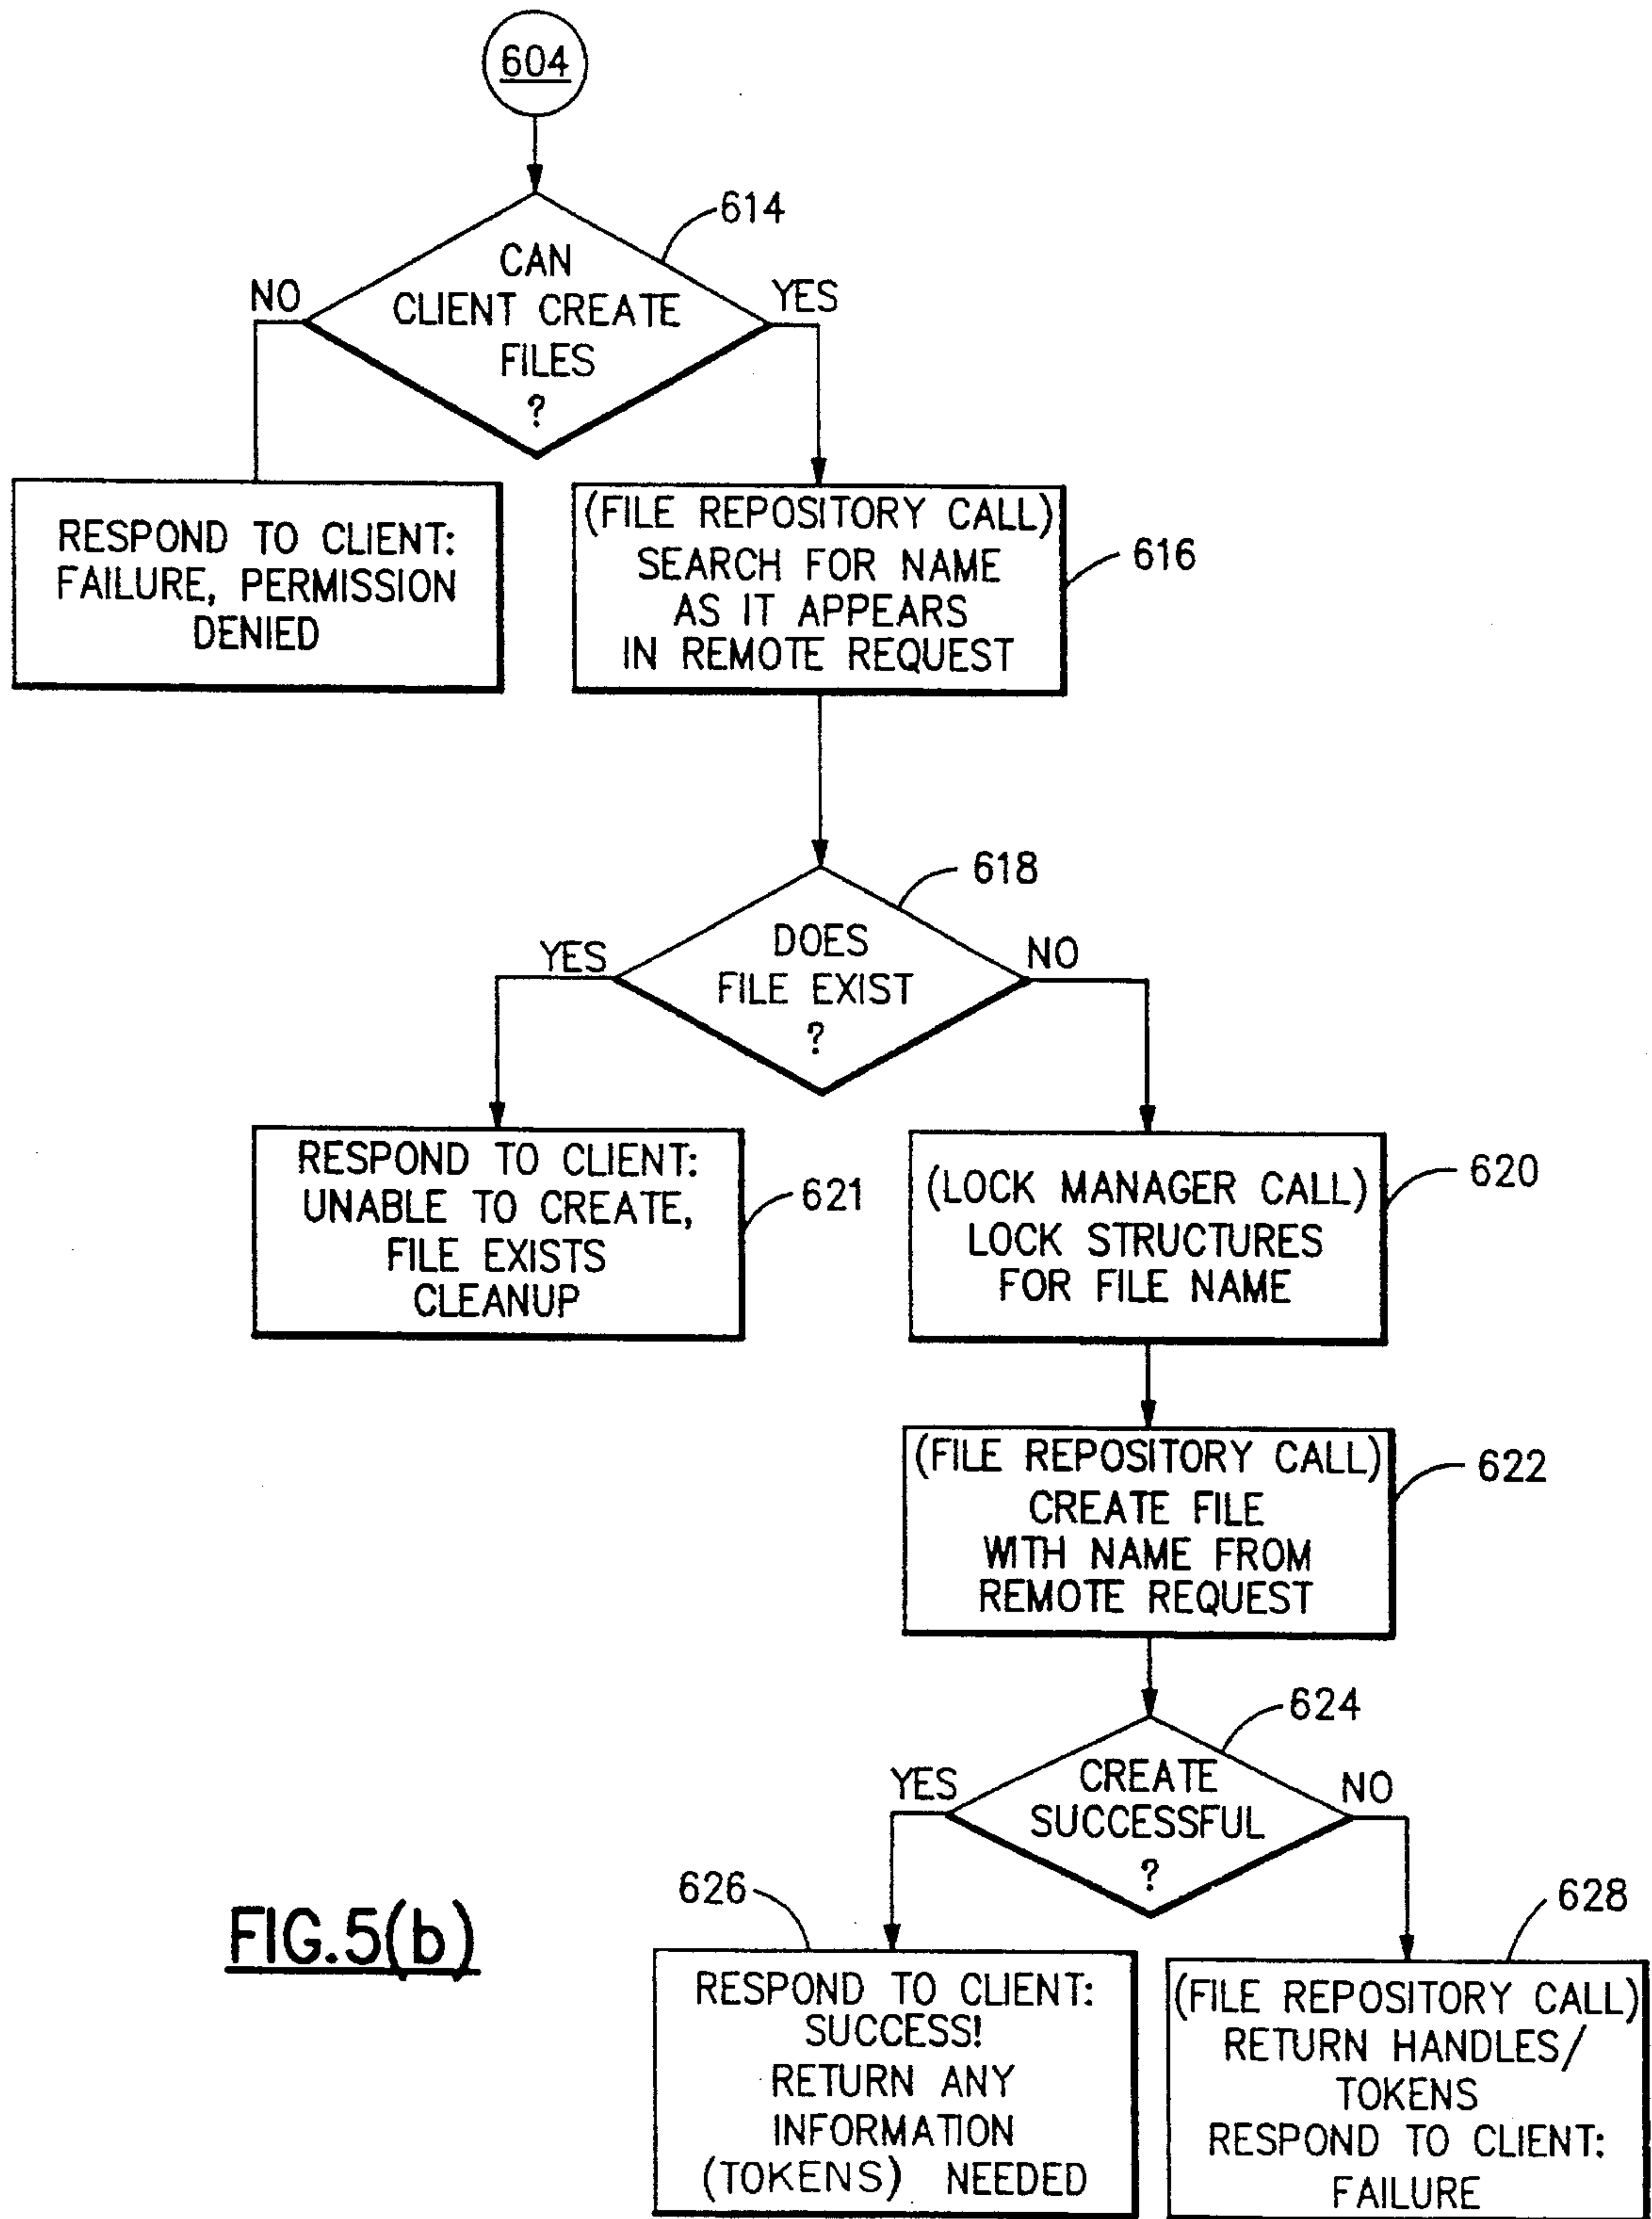 604
614
CAN
CLIENT CREATE
FILES
?
NO
YES
RESPOND TO CLIENT:
FAILURE, PERMISSION
DENIED
(FILE REPOSITORY CALL)
SEARCH FOR NAME
AS IT APPEARS
IN REMOTE REQUEST
616
618
DOES
FILE EXIST
?
YES
NO
RESPOND TO CLIENT:
UNABLE TO CREATE,
FILE EXISTS
CLEANUP
621
(LOCK MANAGER CALL)
LOCK STRUCTURES
FOR FILE NAME
620
(FILE REPOSITORY CALL)
CREATE FILE
WITH NAME FROM
REMOTE REQUEST
622
624
CREATE
SUCCESSFUL
?
YES
NO
626
RESPOND TO CLIENT:
SUCCESS!
RETURN ANY
INFORMATION
(TOKENS) NEEDED
628
(FILE REPOSITORY CALL)
RETURN HANDLES/
TOKENS
RESPOND TO CLIENT:
FAILURE
FIG.5(b)